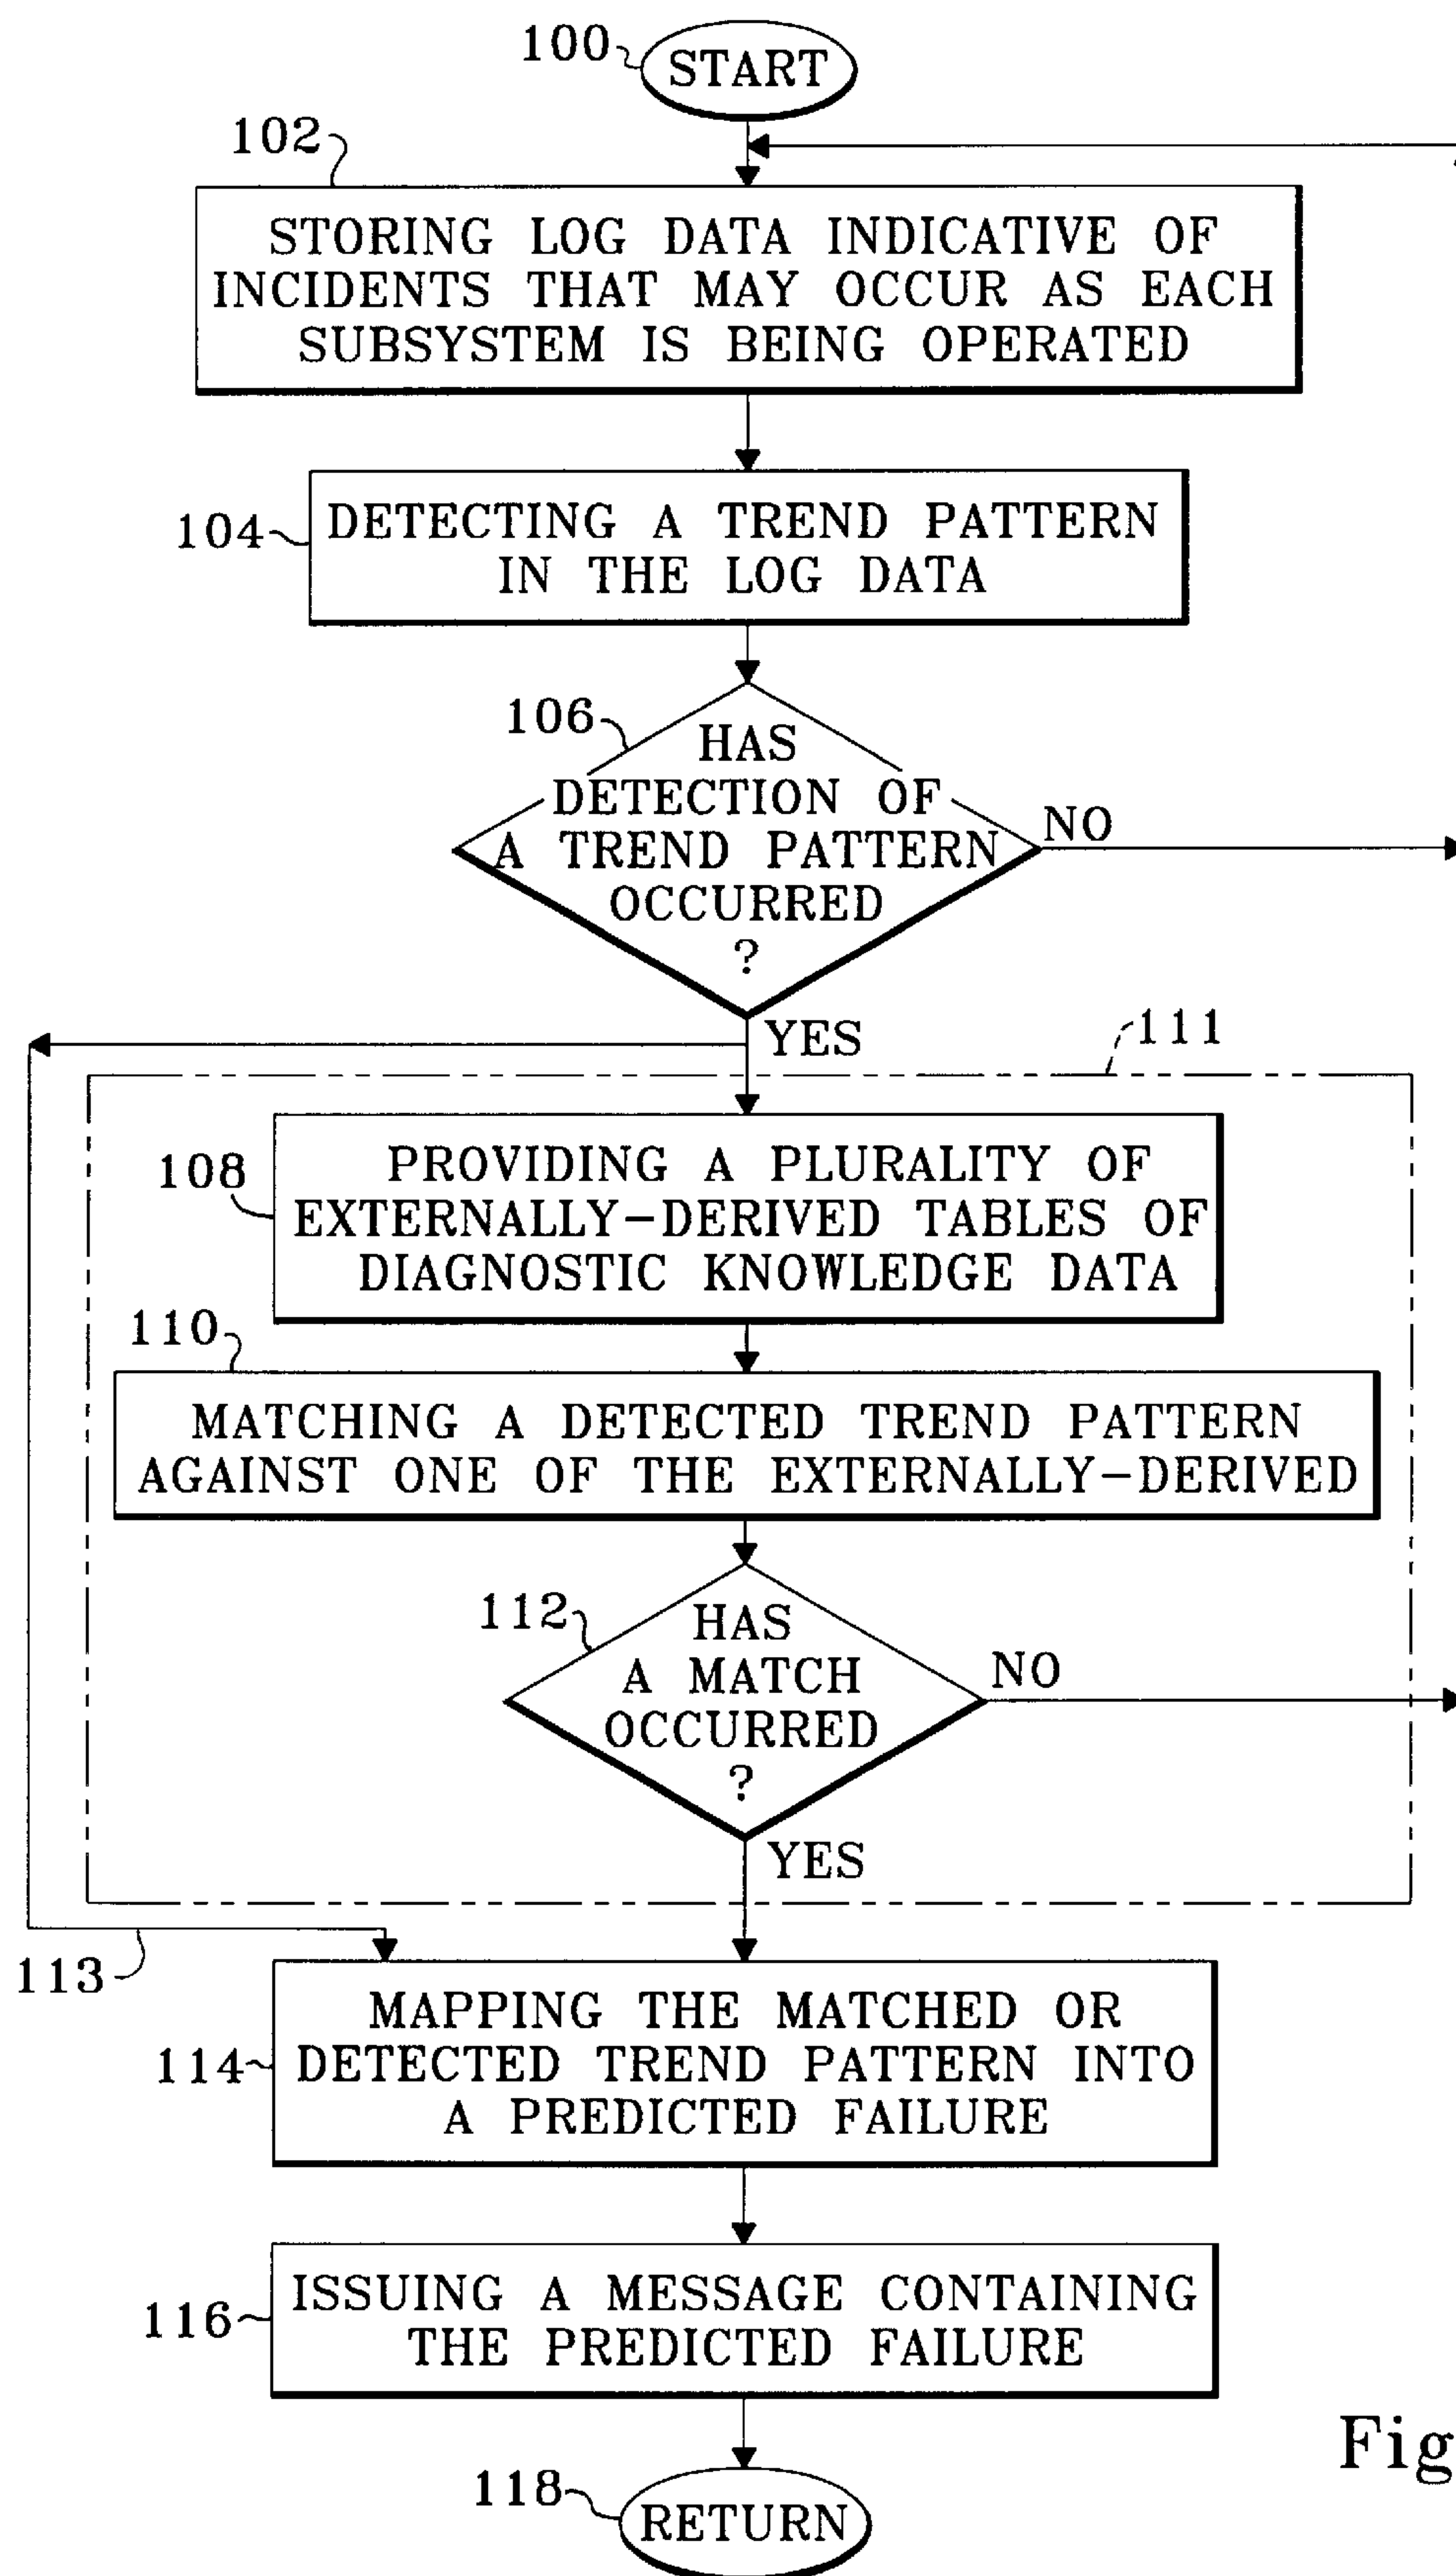 100
START
102
STORING LOG DATA INDICATIVE OF
INCIDENTS THAT MAY OCCUR AS EACH
SUBSYSTEM IS BEING OPERATED
104
DETECTING A TREND PATTERN
IN THE LOG DATA
106
HAS
DETECTION OF
A TREND PATTERN
OCCURRED
?
NO
YES
111
108
PROVIDING A PLURALITY OF
EXTERNALLY-DERIVED TABLES OF
DIAGNOSTIC KNOWLEDGE DATA
110
MATCHING A DETECTED TREND PATTERN
AGAINST ONE OF THE EXTERNALLY-DERIVED
112
HAS
A MATCH
OCCURRED
?
NO
YES
113
114
MAPPING THE MATCHED OR
DETECTED TREND PATTERN INTO
A PREDICTED FAILURE
116
ISSUING A MESSAGE CONTAINING
THE PREDICTED FAILURE
118
RETURN
Fig